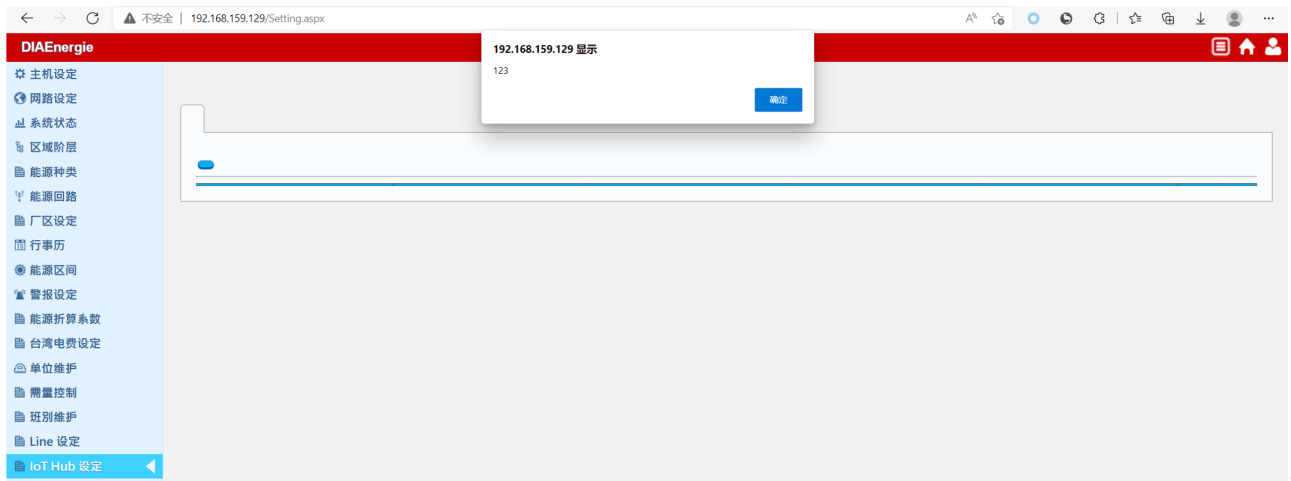 不安全 | 192.168.159.129/Setting.aspx
DIAEnergie
192.168.159.129 显示
123
确定
主机设定
网路设定
系统状态
区域阶层
能源种类
能源回路
厂区设定
行事历
能源区间
警报设定
能源折算系数
台湾电费设定
单位维护
需量控制
班别维护
Line 设定
IoT Hub 设定